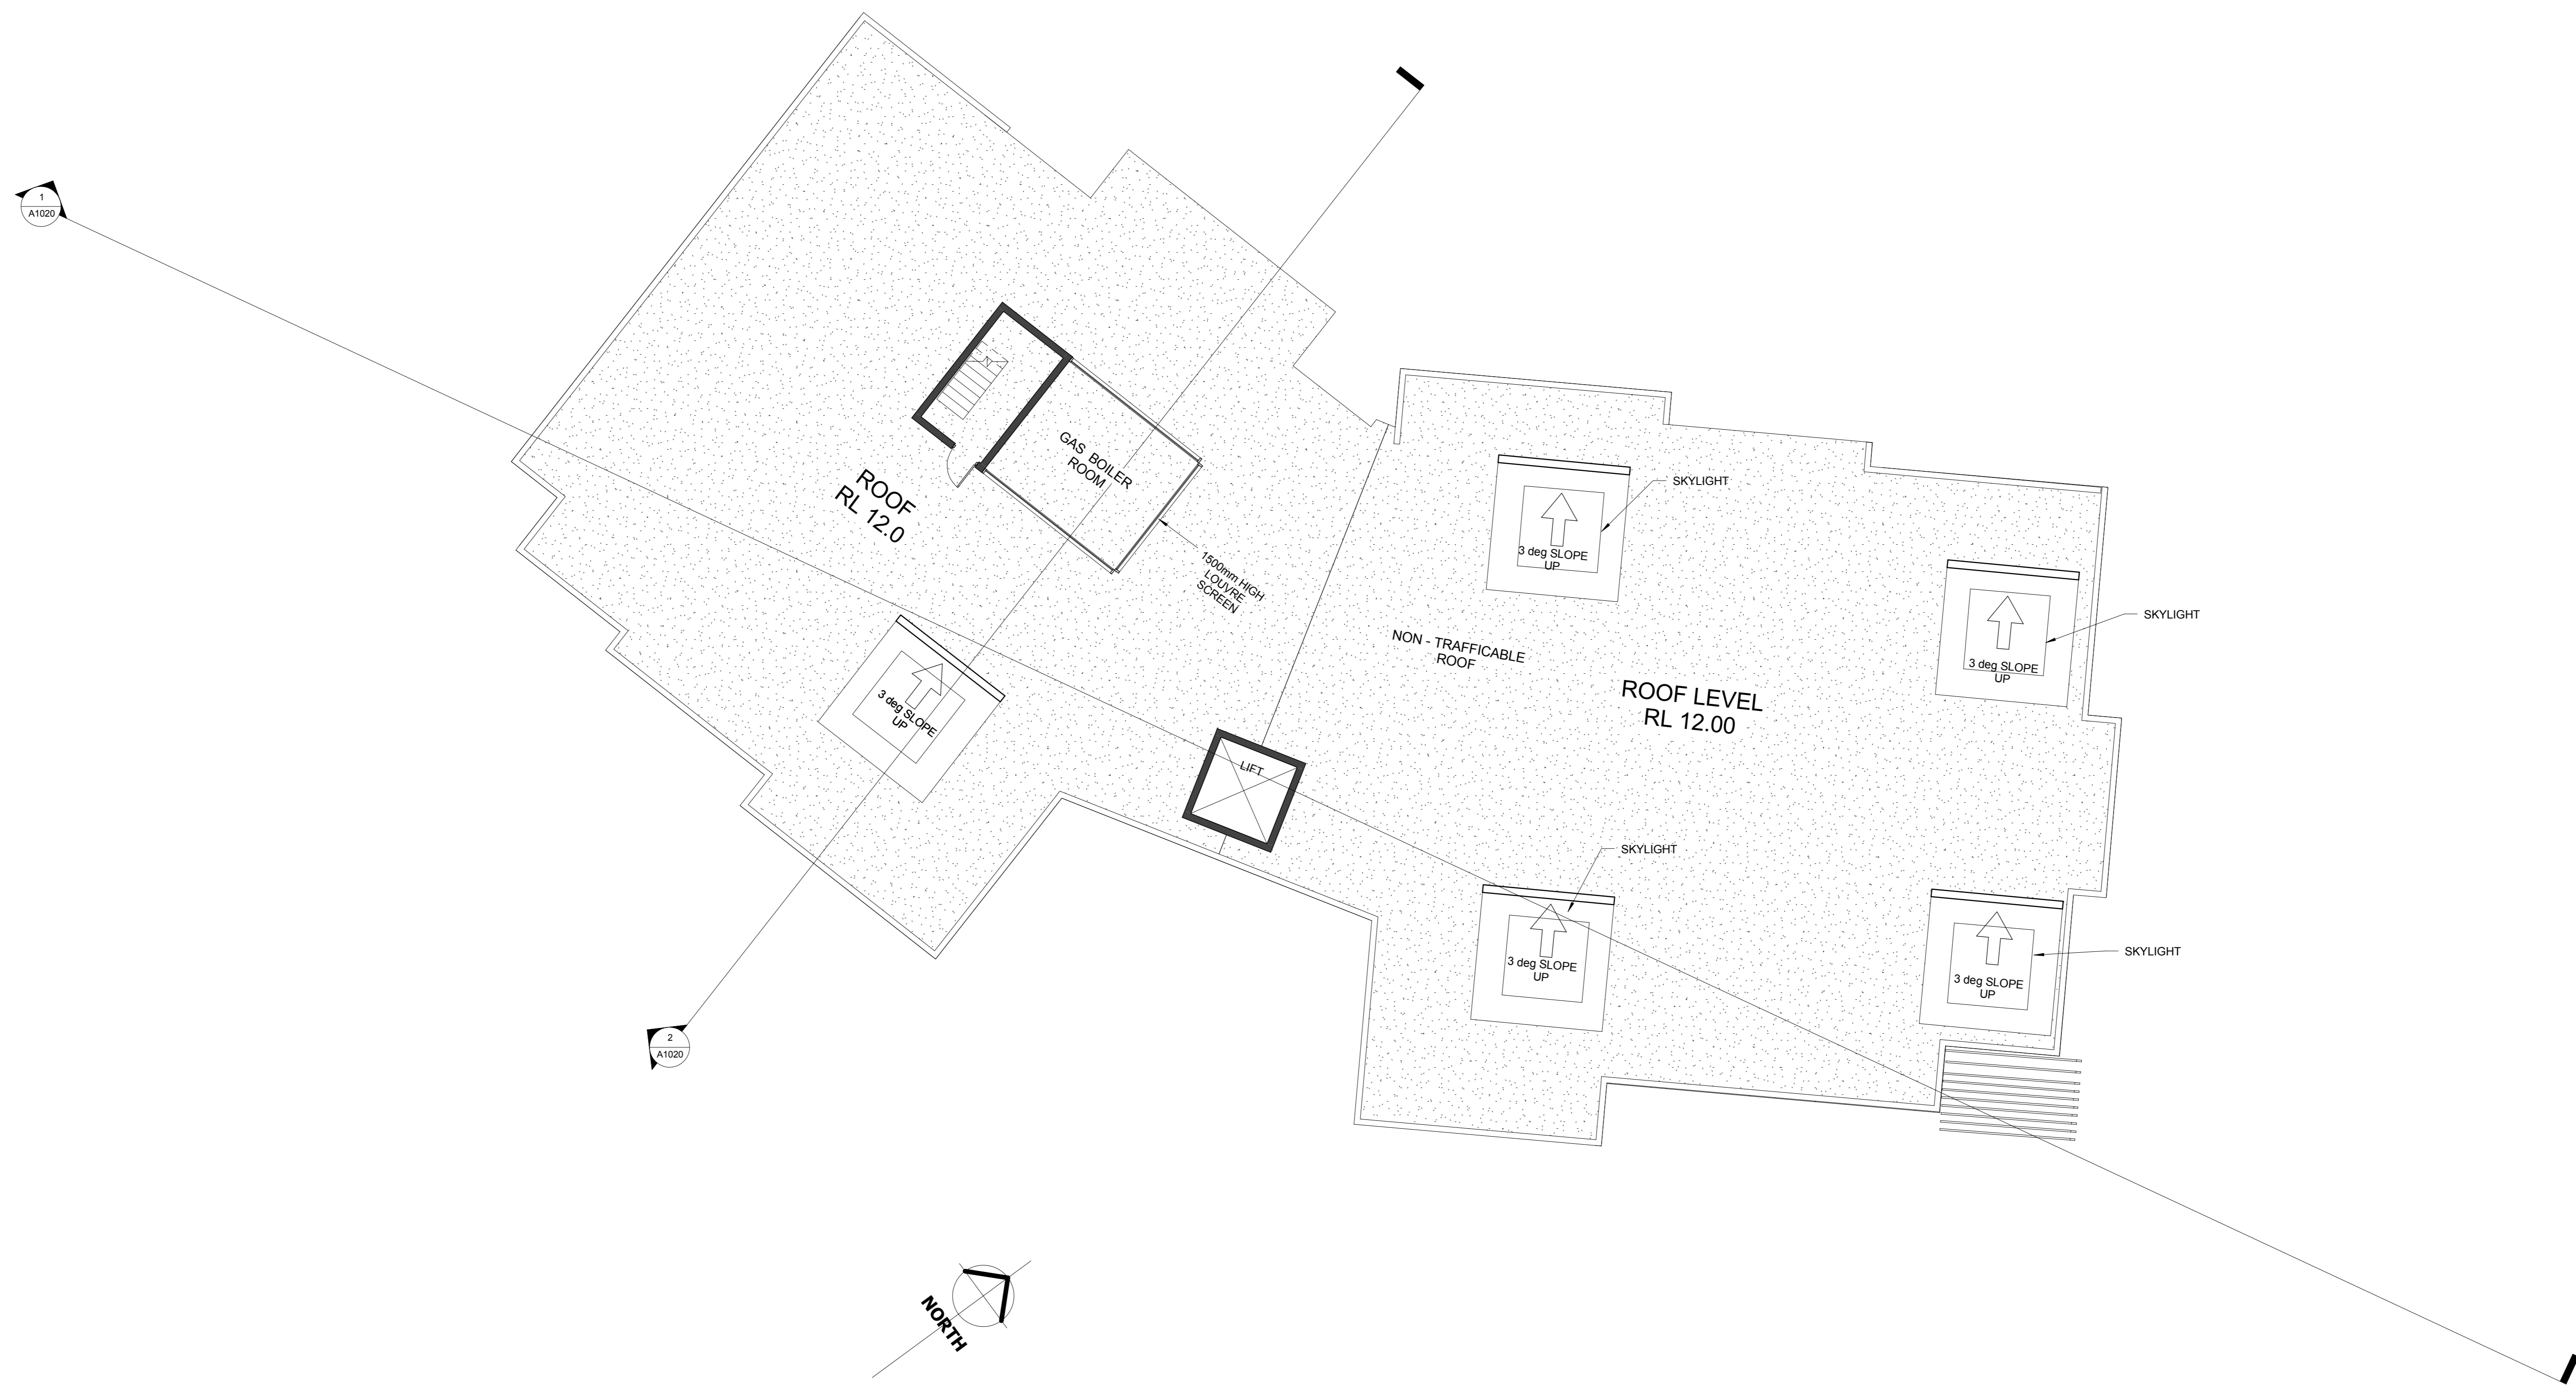 1
A1020
GAS BOILER
ROOM
ROOF
RL 12.0
SKYLIGHT
3 deg SLOPE
UP
1500mm HIGH
LOUVRE
SCREEN
SKYLIGHT
3 deg SLOPE
UP
NON - TRAFFICABLE
ROOF
ROOF LEVEL
RL 12.00
3 deg SLOPE
UP
LIFT
SKYLIGHT
3 deg SLOPE
UP
SKYLIGHT
3 deg SLOPE
UP
2
A1020
NORTH